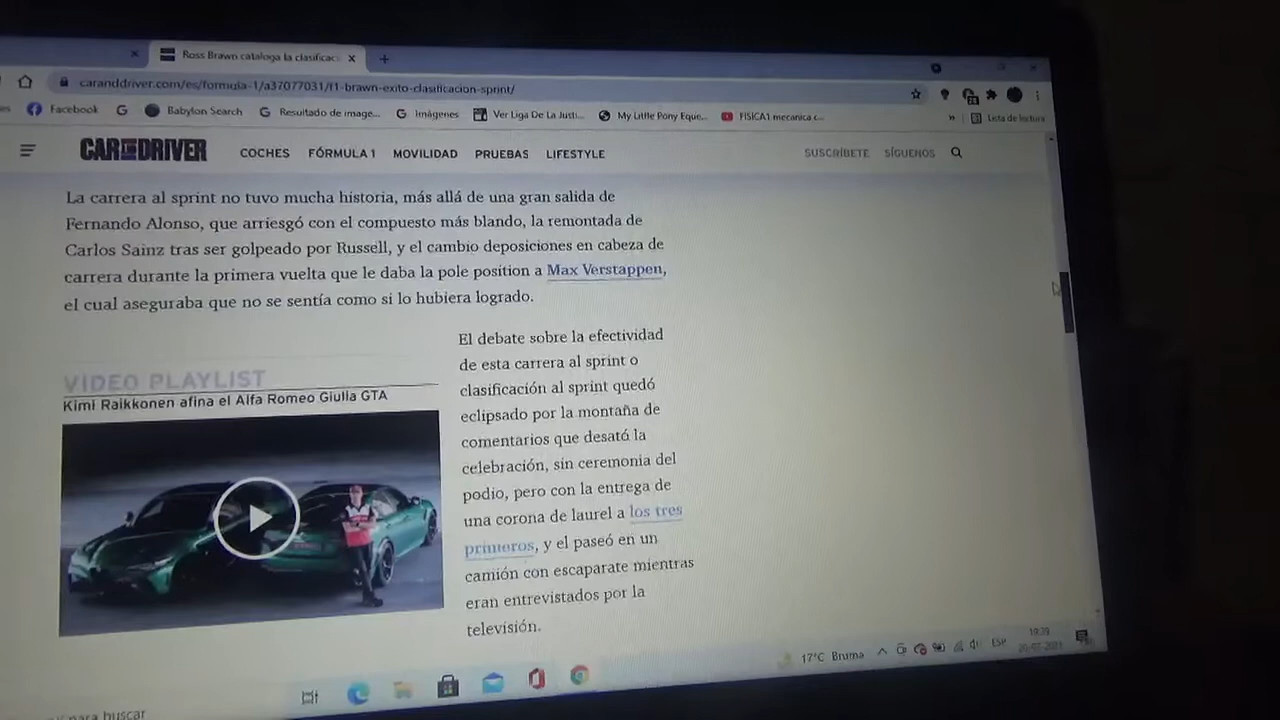 Ross Brawn cataloga la clasificac
caranddriver.com/es/formula-1/a37077031/f1-brawn-exito-clasificacion-sprint/
es Facebook G Babylon Search G Resultado de image... G Imágenes Ver Liga De La Justi... My Little Pony Eque... FISICA1 mecanica c... » Lista de lectura
CAR AND DRIVER COCHES FÓRMULA 1 MOVILIDAD PRUEBAS LIFESTYLE SUSCRÍBETE SÍGUENOS
La carrera al sprint no tuvo mucha historia, más allá de una gran salida de
Fernando Alonso, que arriesgó con el compuesto más blando, la remontada de
Carlos Sainz tras ser golpeado por Russell, y el cambio deposiciones en cabeza de
carrera durante la primera vuelta que le daba la pole position a Max Verstappen,
el cual aseguraba que no se sentía como si lo hubiera logrado.
VIDEO PLAYLIST
Kimi Raikkonen afina el Alfa Romeo Giulia GTA
El debate sobre la efectividad
de esta carrera al sprint o
clasificación al sprint quedó
eclipsado por la montaña de
comentarios que desató la
celebración, sin ceremonia del
podio, pero con la entrega de
una corona de laurel a los tres
primeros, y el paseó en un
camión con escaparate mientras
eran entrevistados por la
televisión.
17°C Bruma ESP 19:39
para buscar